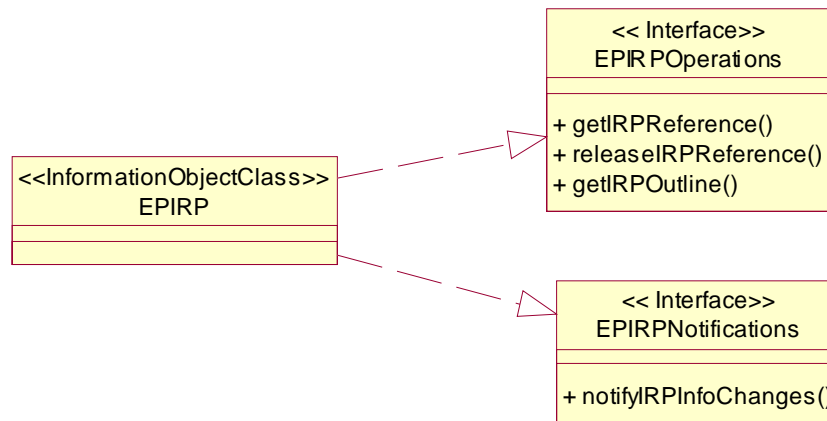 << Interface>>
EPIRPOperations
+ getIRPReference()
+ releaseIRPReference()
+ getIRPOutline()
<<InformationObjectClass>>
EPIRP
<< Interface>>
EPIRPNotifications
+ notifyIRPInfoChanges()